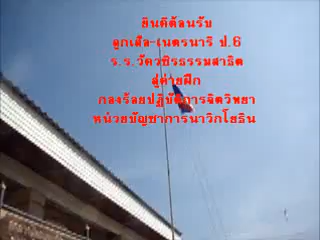 ยินดีต้อนรับ
ลูกเสือ-เนตรนารี ป.6
ร.ร.วัดวชิรธรรมสาธิต
สู่ค่ายฝึก
กองร้อยปฏิบัติการจิตวิทยา
หน่วยบัญชาการนาวิกโยธิน